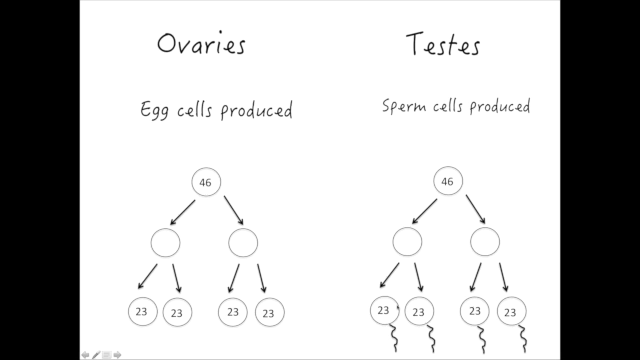 Ovaries
Testes
Egg cells produced
Sperm cells produced
46
46
23 23 23 23
23 23 23 23